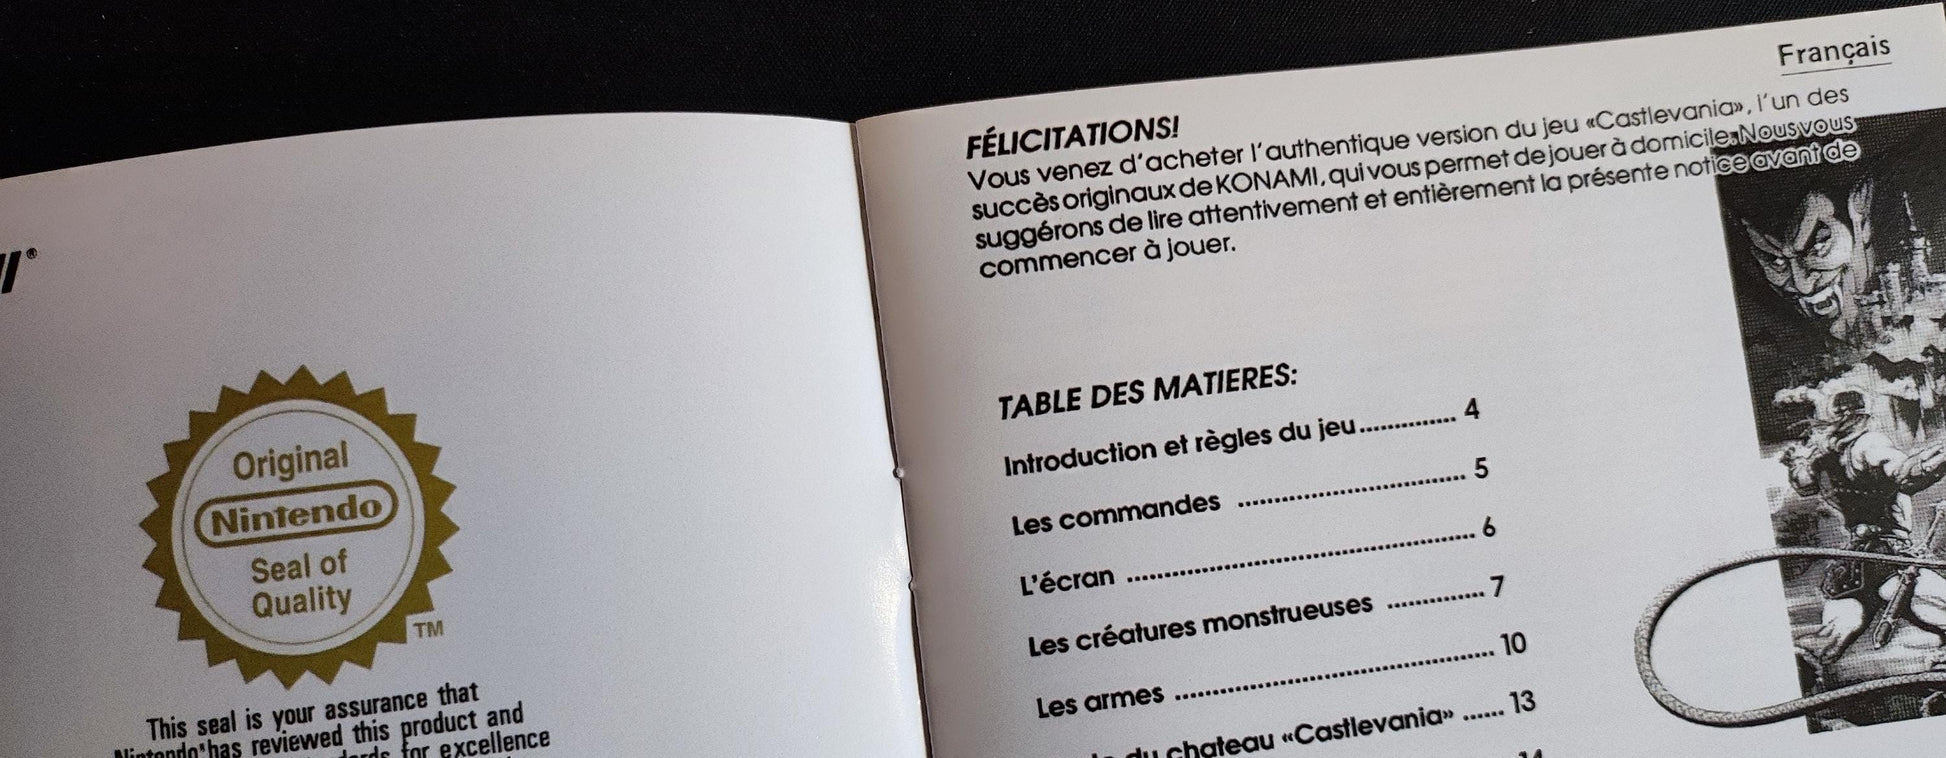 ®
Original
Nintendo
Seal of
Quality
TM
This seal is your assurance that
Nintendo® has reviewed this product and
for excellence
Français
FÉLICITATIONS!
Vous venez d'acheter l'authentique version du jeu «Castlevania», l'un des
succès originaux de KONAMI, qui vous permet de jouer à domicile. Nous vous
suggérons de lire attentivement et entièrement la présente notice avant de
commencer à jouer.
TABLE DES MATIERES:
Introduction et règles du jeu.............. 4
Les commandes ............................... 5
L'écran ............................................... 6
Les créatures monstrueuses ............. 7
Les armes ........................................... 10
du chateau «Castlevania» ...... 13
14